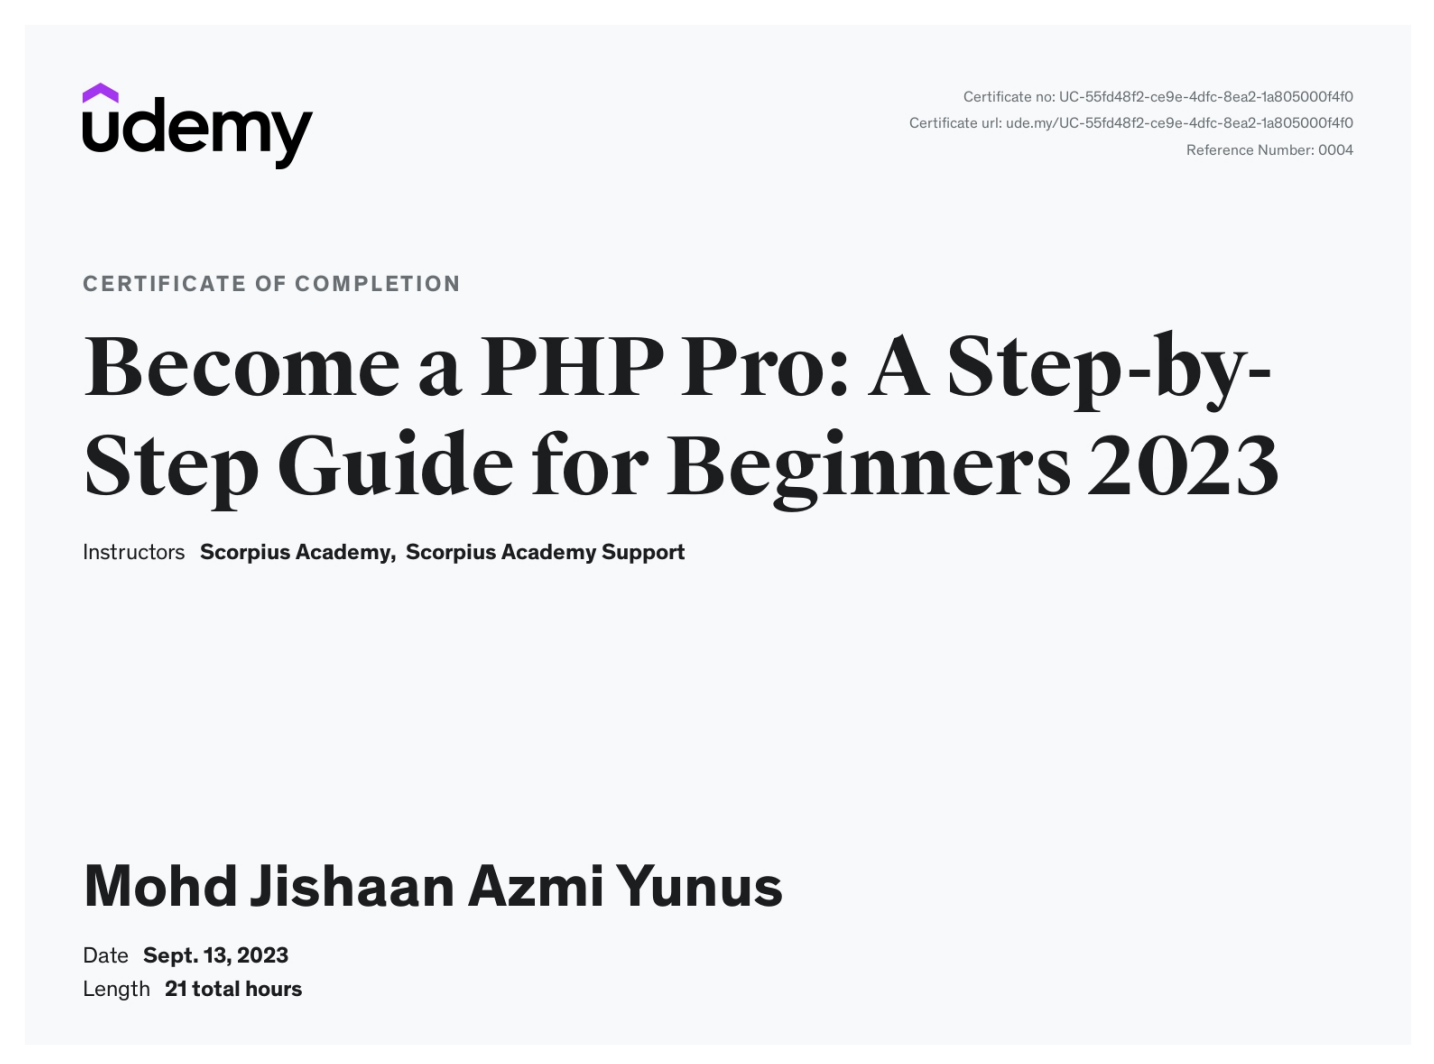 udemy
Certificate no: UC-55fd48f2-ce9e-4dfc-8ea2-1a805000f4f0
Certificate url: ude.my/UC-55fd48f2-ce9e-4dfc-8ea2-1a805000f4f0
Reference Number: 0004
CERTIFICATE OF COMPLETION
Become a PHP Pro: A Step-by-
Step Guide for Beginners 2023
Instructors Scorpius Academy, Scorpius Academy Support
Mohd Jishaan Azmi Yunus
Date Sept. 13, 2023
Length 21 total hours